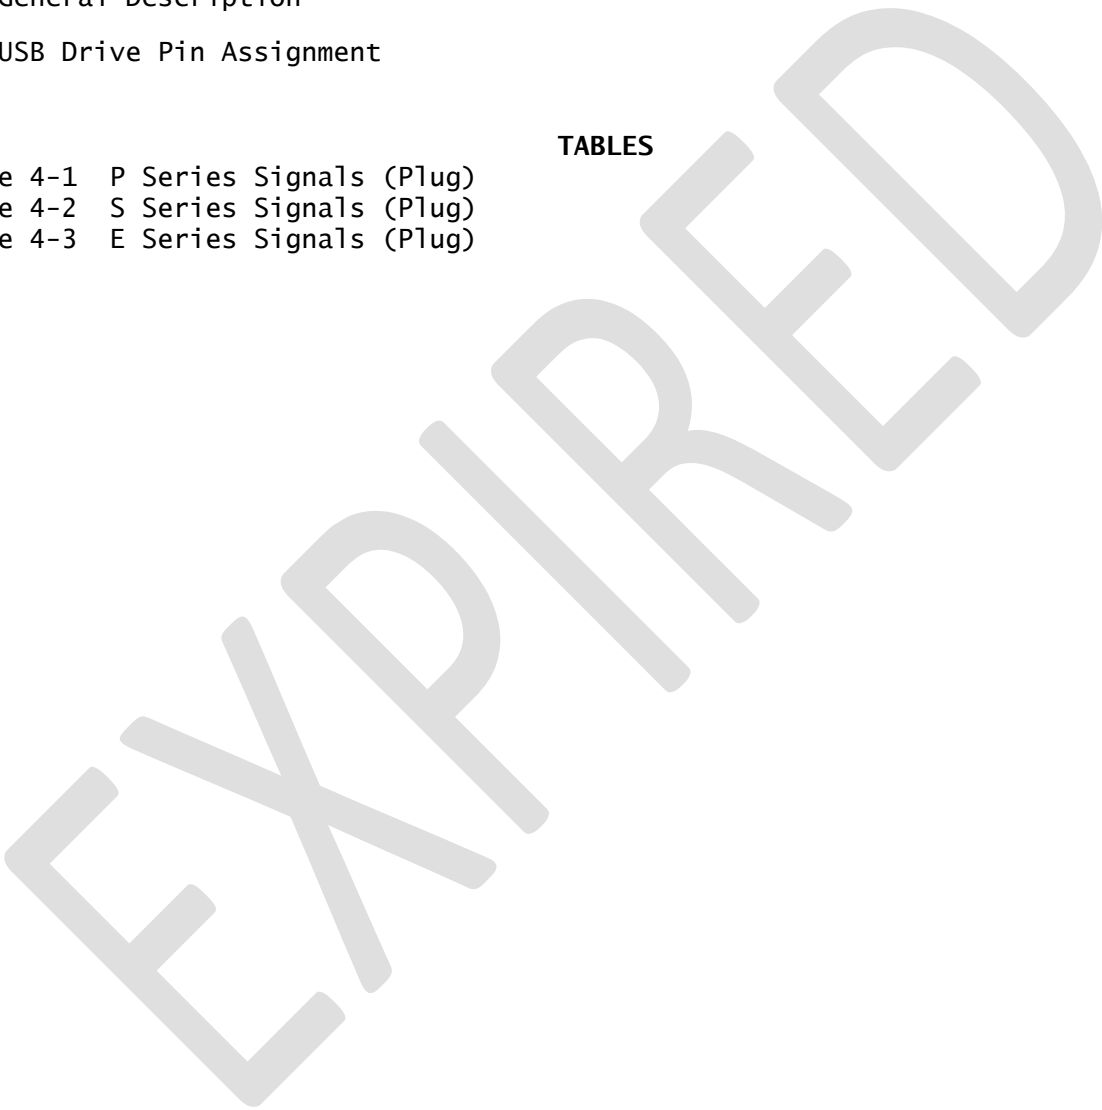 General Description
USB Drive Pin Assignment
TABLES
e 4-1 P Series Signals (Plug)
e 4-2 S Series Signals (Plug)
e 4-3 E Series Signals (Plug)
EXPIRED